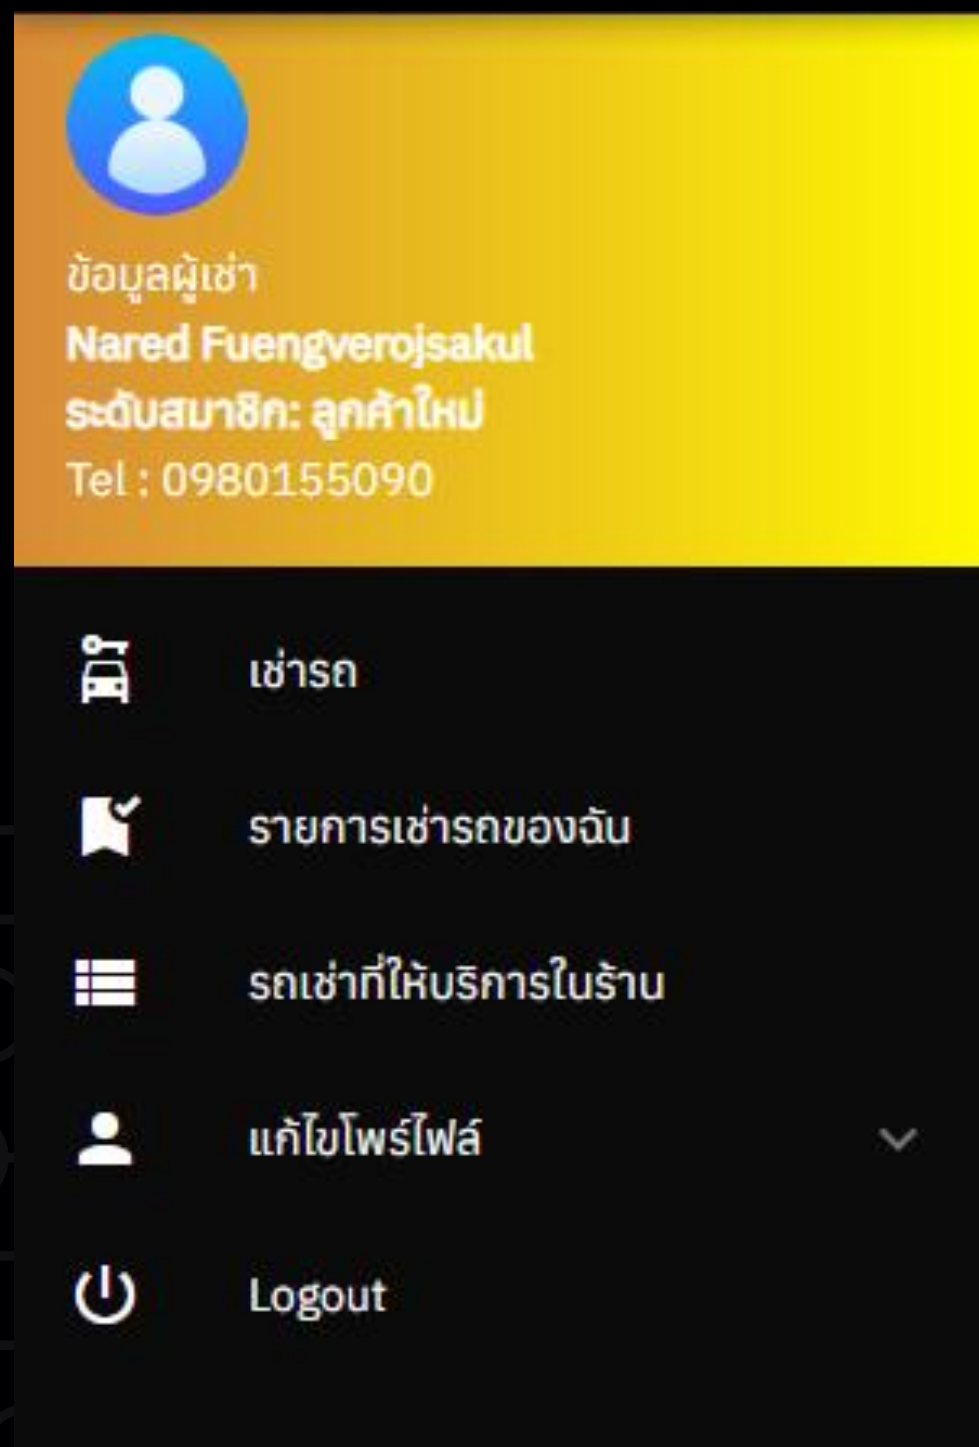 ข้อมูลผู้เช่า
Nared Fuengverojsakul
ระดับสมาชิก: ลูกค้าใหม่
Tel : 0980155090
เช่ารถ
รายการเช่ารถของฉัน
รถเช่าที่ให้บริการในร้าน
แก้ไขโพร์ไฟล์
Logout